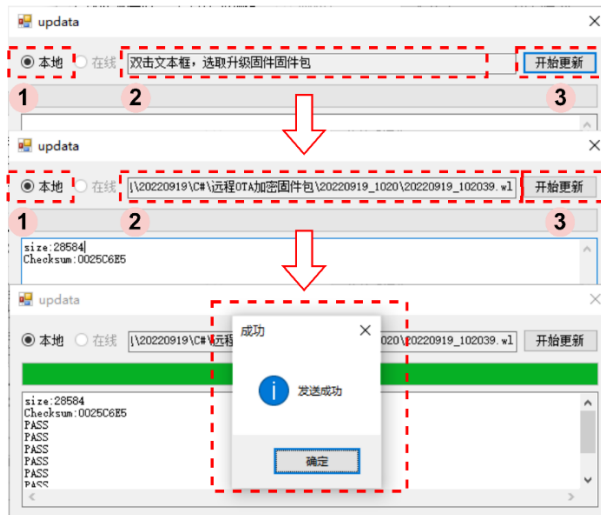 updata
本地 在线 双击文本框，选取升级固件固件包 开始更新
1 2 3
updata
本地 在线 \20220919\C#\远程OTA加密固件包\20220919_1020\20220919_102039.wl 开始更新
1 2 3
size:28584
Checksum:0025C6E5
updata
本地 在线 \20220919\C#\远程 020\20220919_102039.wl 开始更新
成功
发送成功
确定
size:28584
Checksum:0025C6E5
PASS
PASS
PASS
PASS
PASS
PASS